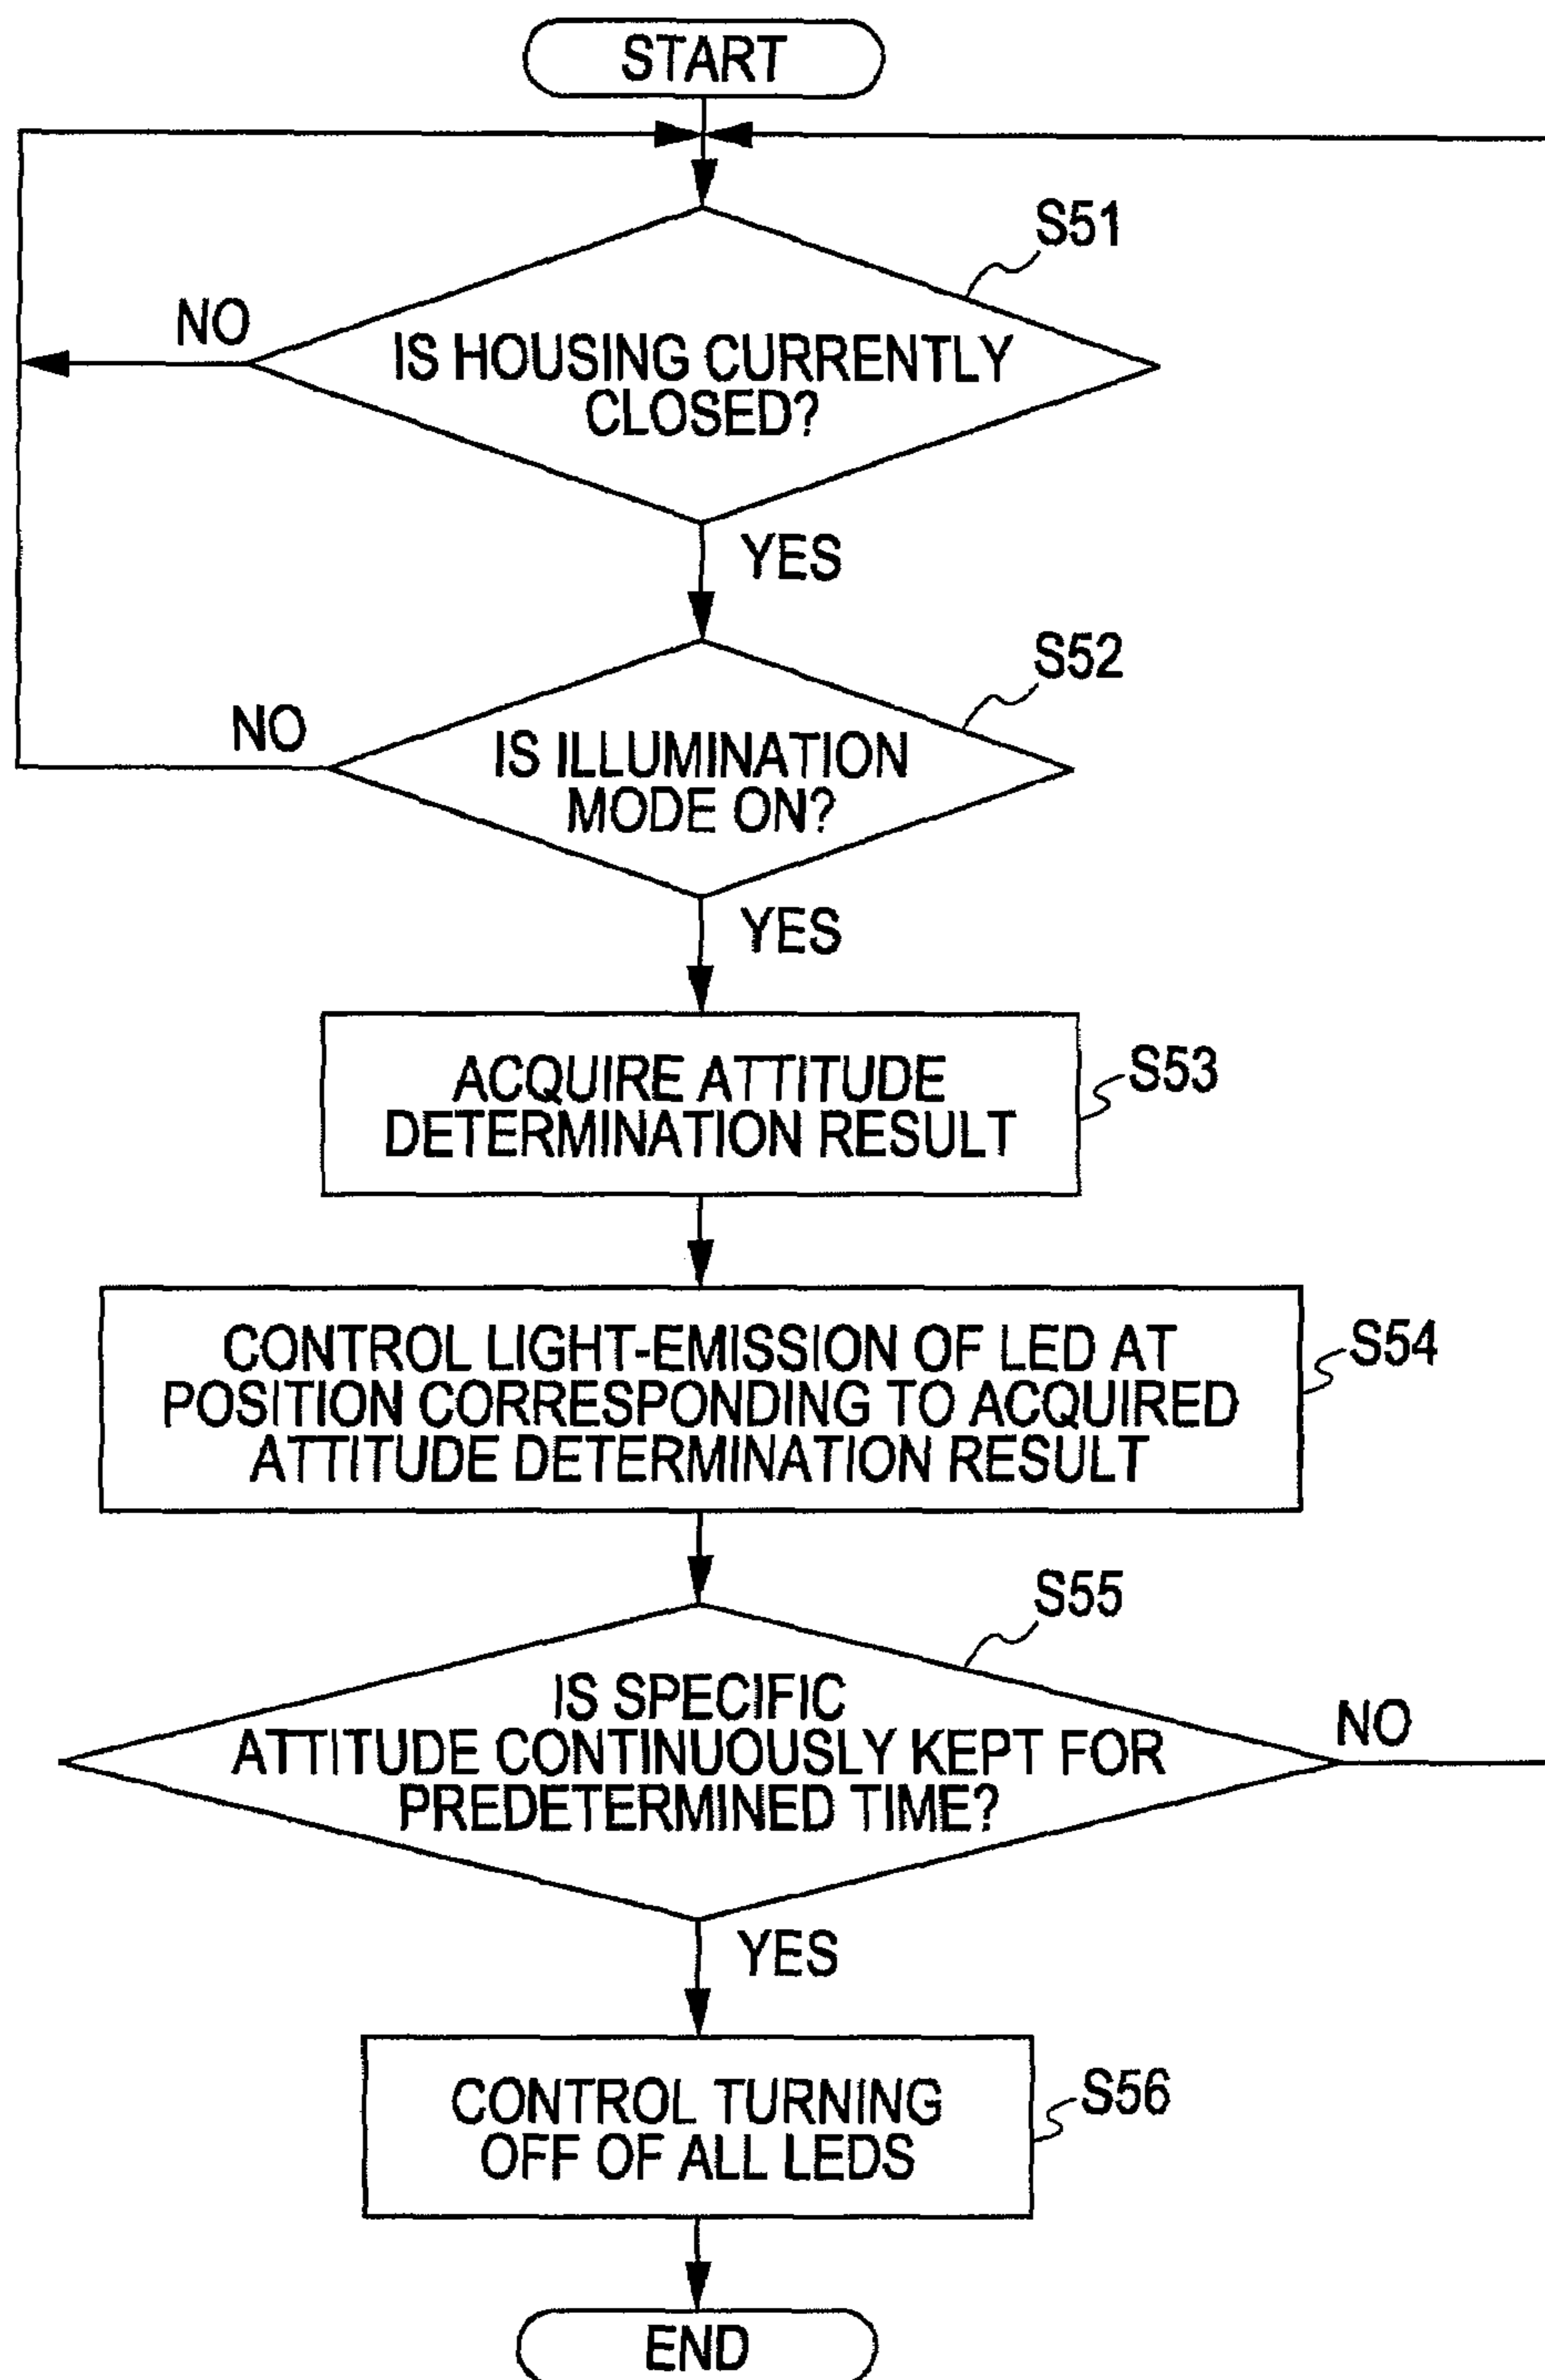 START
S51
NO
IS HOUSING CURRENTLY
CLOSED?
YES
S52
NO
IS ILLUMINATION
MODE ON?
YES
ACQUIRE ATTITUDE
DETERMINATION RESULT
S53
CONTROL LIGHT-EMISSION OF LED AT
POSITION CORRESPONDING TO ACQUIRED
ATTITUDE DETERMINATION RESULT
S54
S55
IS SPECIFIC
ATTITUDE CONTINUOUSLY KEPT FOR
PREDETERMINED TIME?
NO
YES
CONTROL TURNING
OFF OF ALL LEDS
S56
END